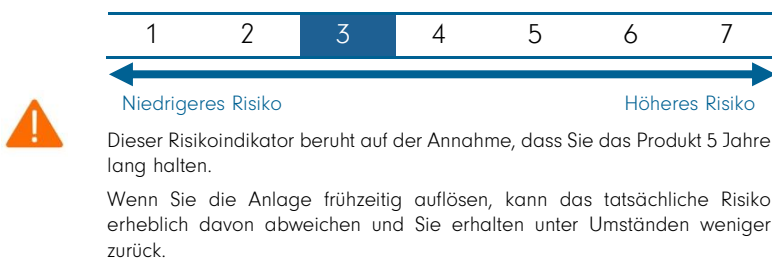 1 2 3 4 5 6 7
Niedrigeres Risiko Höheres Risiko
Dieser Risikoindikator beruht auf der Annahme, dass Sie das Produkt 5 Jahre
lang halten.
Wenn Sie die Anlage frühzeitig auflösen, kann das tatsächliche Risiko
erheblich davon abweichen und Sie erhalten unter Umständen weniger
zurück.